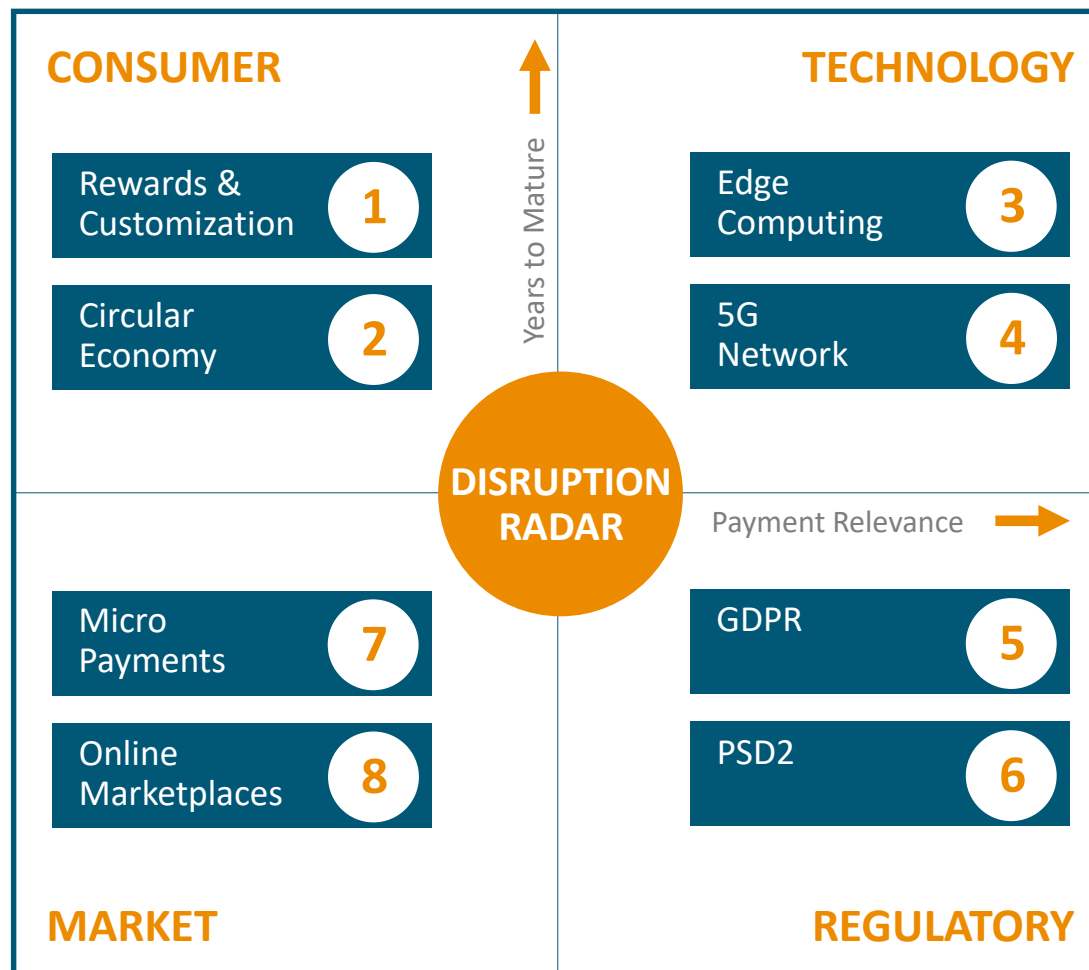 CONSUMER
Rewards &
Customization
1
Circular
Economy
2
Years to Mature
TECHNOLOGY
Edge
Computing
3
5G
Network
4
DISRUPTION
RADAR
Payment Relevance
Micro
Payments
7
Online
Marketplaces
8
MARKET
GDPR
5
PSD2
6
REGULATORY